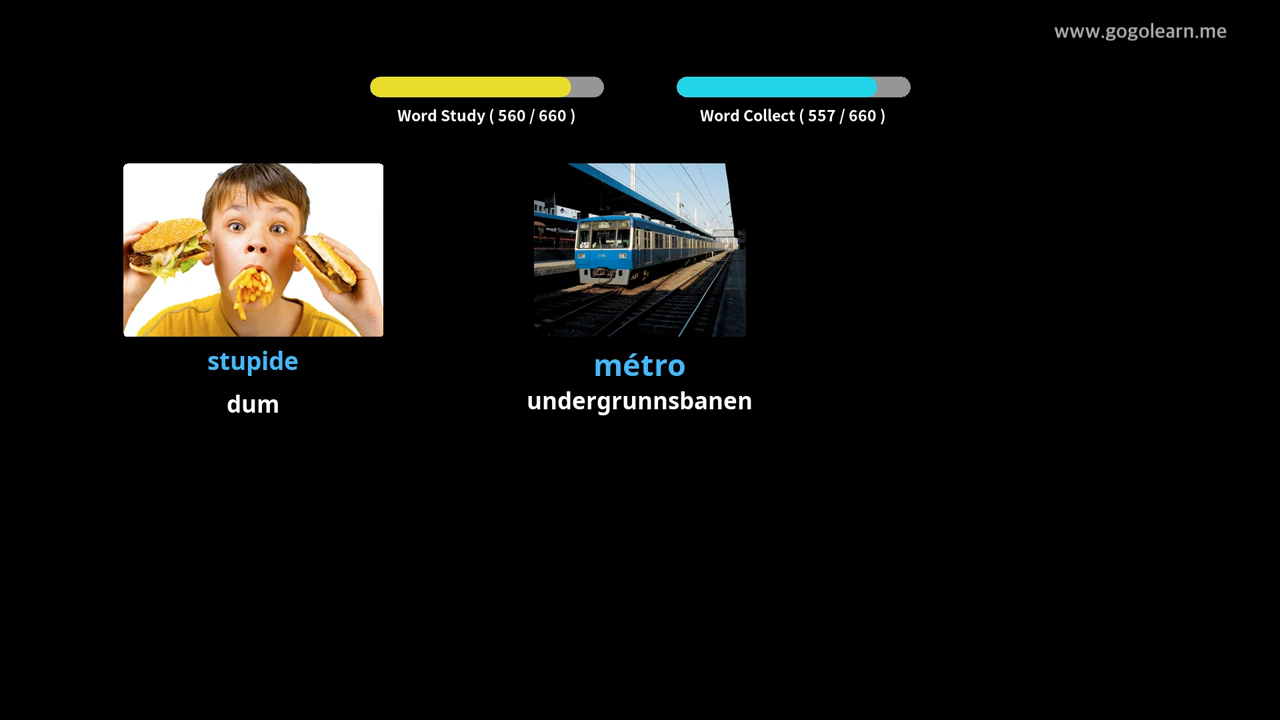 www.gogolearn.me
Word Study ( 560 / 660 )
Word Collect ( 557 / 660 )
stupide
dum
métro
undergrunnsbanen